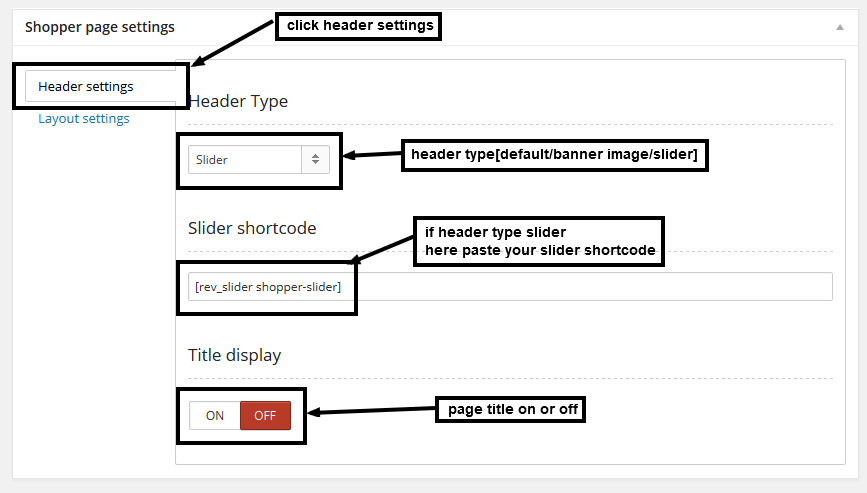 Shopper page settings
click header settings
Header settings
Layout settings
Header Type
Slider
header type[default/banner image/slider]
Slider shortcode
if header type slider
here paste your slider shortcode
[rev_slider shopper-slider]
Title display
ON OFF
page title on or off